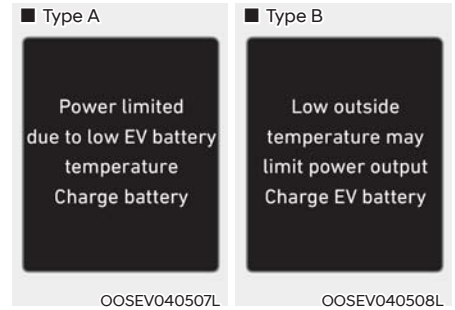 ■ Type A
Power limited
due to low EV battery
temperature
Charge battery
OOSEV040507L
■ Type B
Low outside
temperature may
limit power output
Charge EV battery
OOSEV040508L